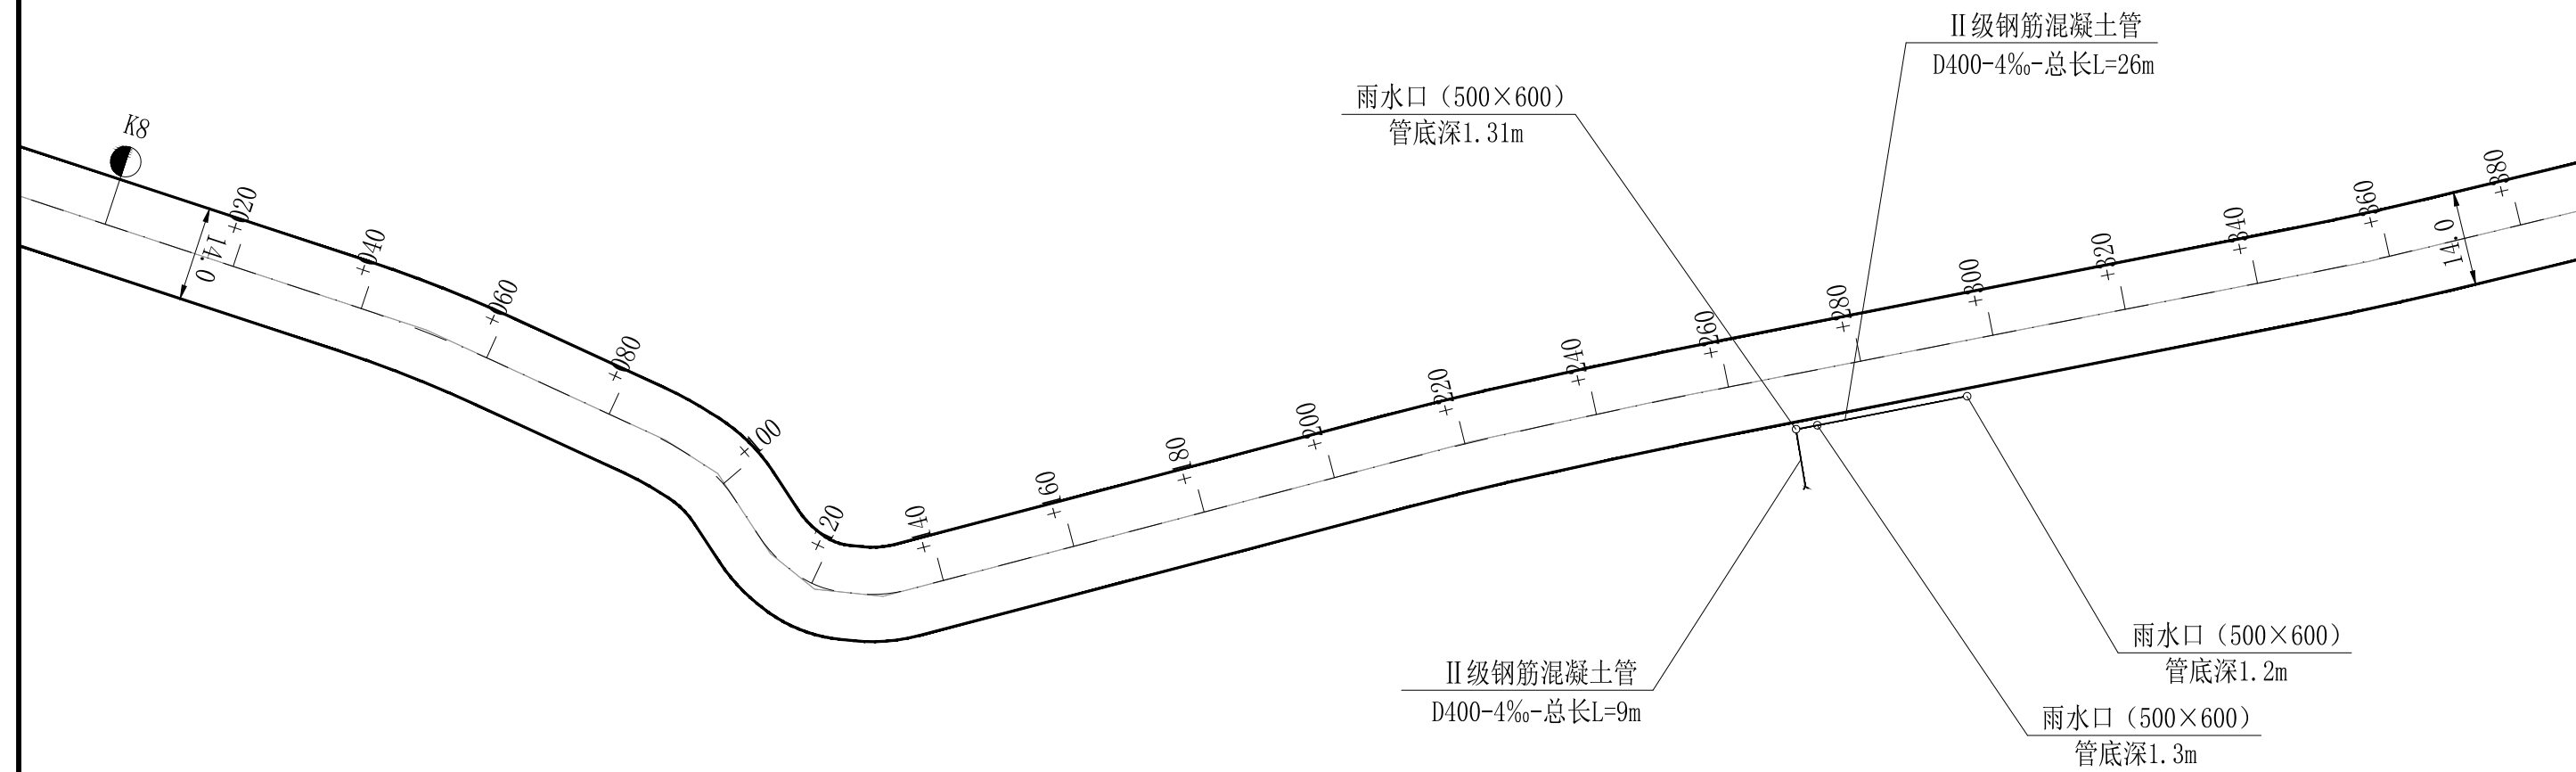 II级钢筋混凝土管
D400-4‰-总长L=26m
雨水口（500×600）
管底深1.31m
K8
+020
+040
+060
+080
+100
+120
+140
+160
+180
+200
+220
+240
+260
+280
+300
+320
+340
+360
+380
14.0
14.0
II级钢筋混凝土管
D400-4‰-总长L=9m
雨水口（500×600）
管底深1.2m
雨水口（500×600）
管底深1.3m